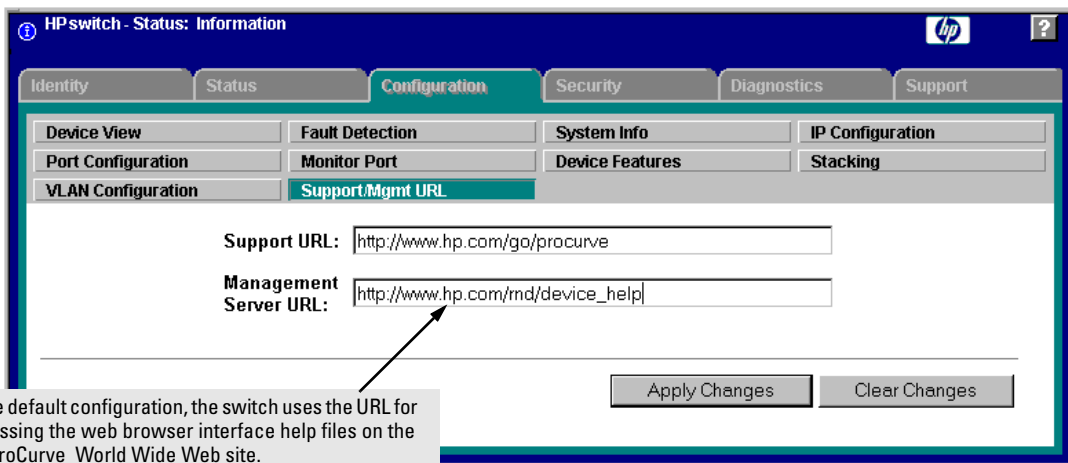 HP switch - Status: Information
hp
?
Identity Status Configuration Security Diagnostics Support
Device View Fault Detection System Info IP Configuration
Port Configuration Monitor Port Device Features Stacking
VLAN Configuration Support/Mgmt URL
Support URL: http://www.hp.com/go/procurve
Management
Server URL: http://www.hp.com/rnd/device_help
Apply Changes Clear Changes
default configuration, the switch uses the URL for
the web browser interface help files on the
World Wide Web site.